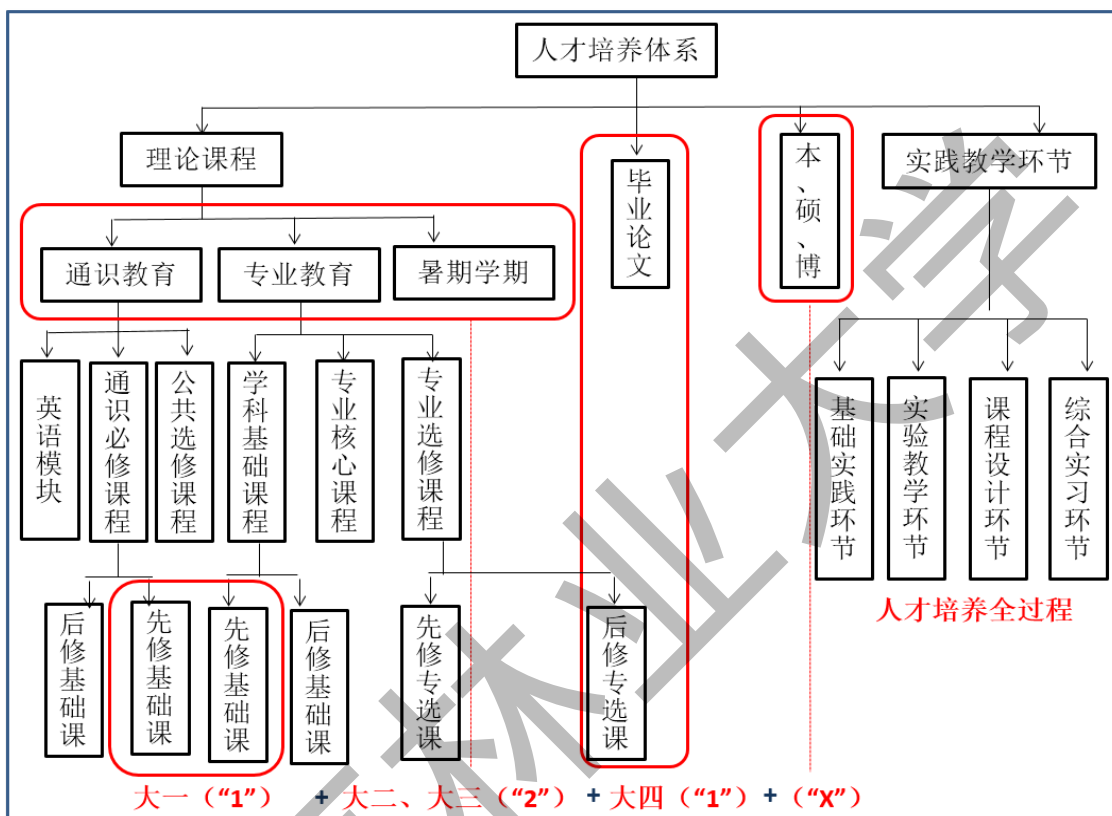 人才培养体系
理论课程
毕业论文
本、硕、博
实践教学环节
通识教育
专业教育
暑期学期
英语模块
通识必修课程
公共选修课程
学科基础课程
专业核心课程
专业选修课程
基础实践环节
实验教学环节
课程设计环节
综合实习环节
人才培养全过程
后修基础课
先修基础课
先修基础课
后修基础课
先修专选课
后修专选课
大一（“1”） + 大二、大三（“2”） + 大四（“1”） + （“X”）
林业大学